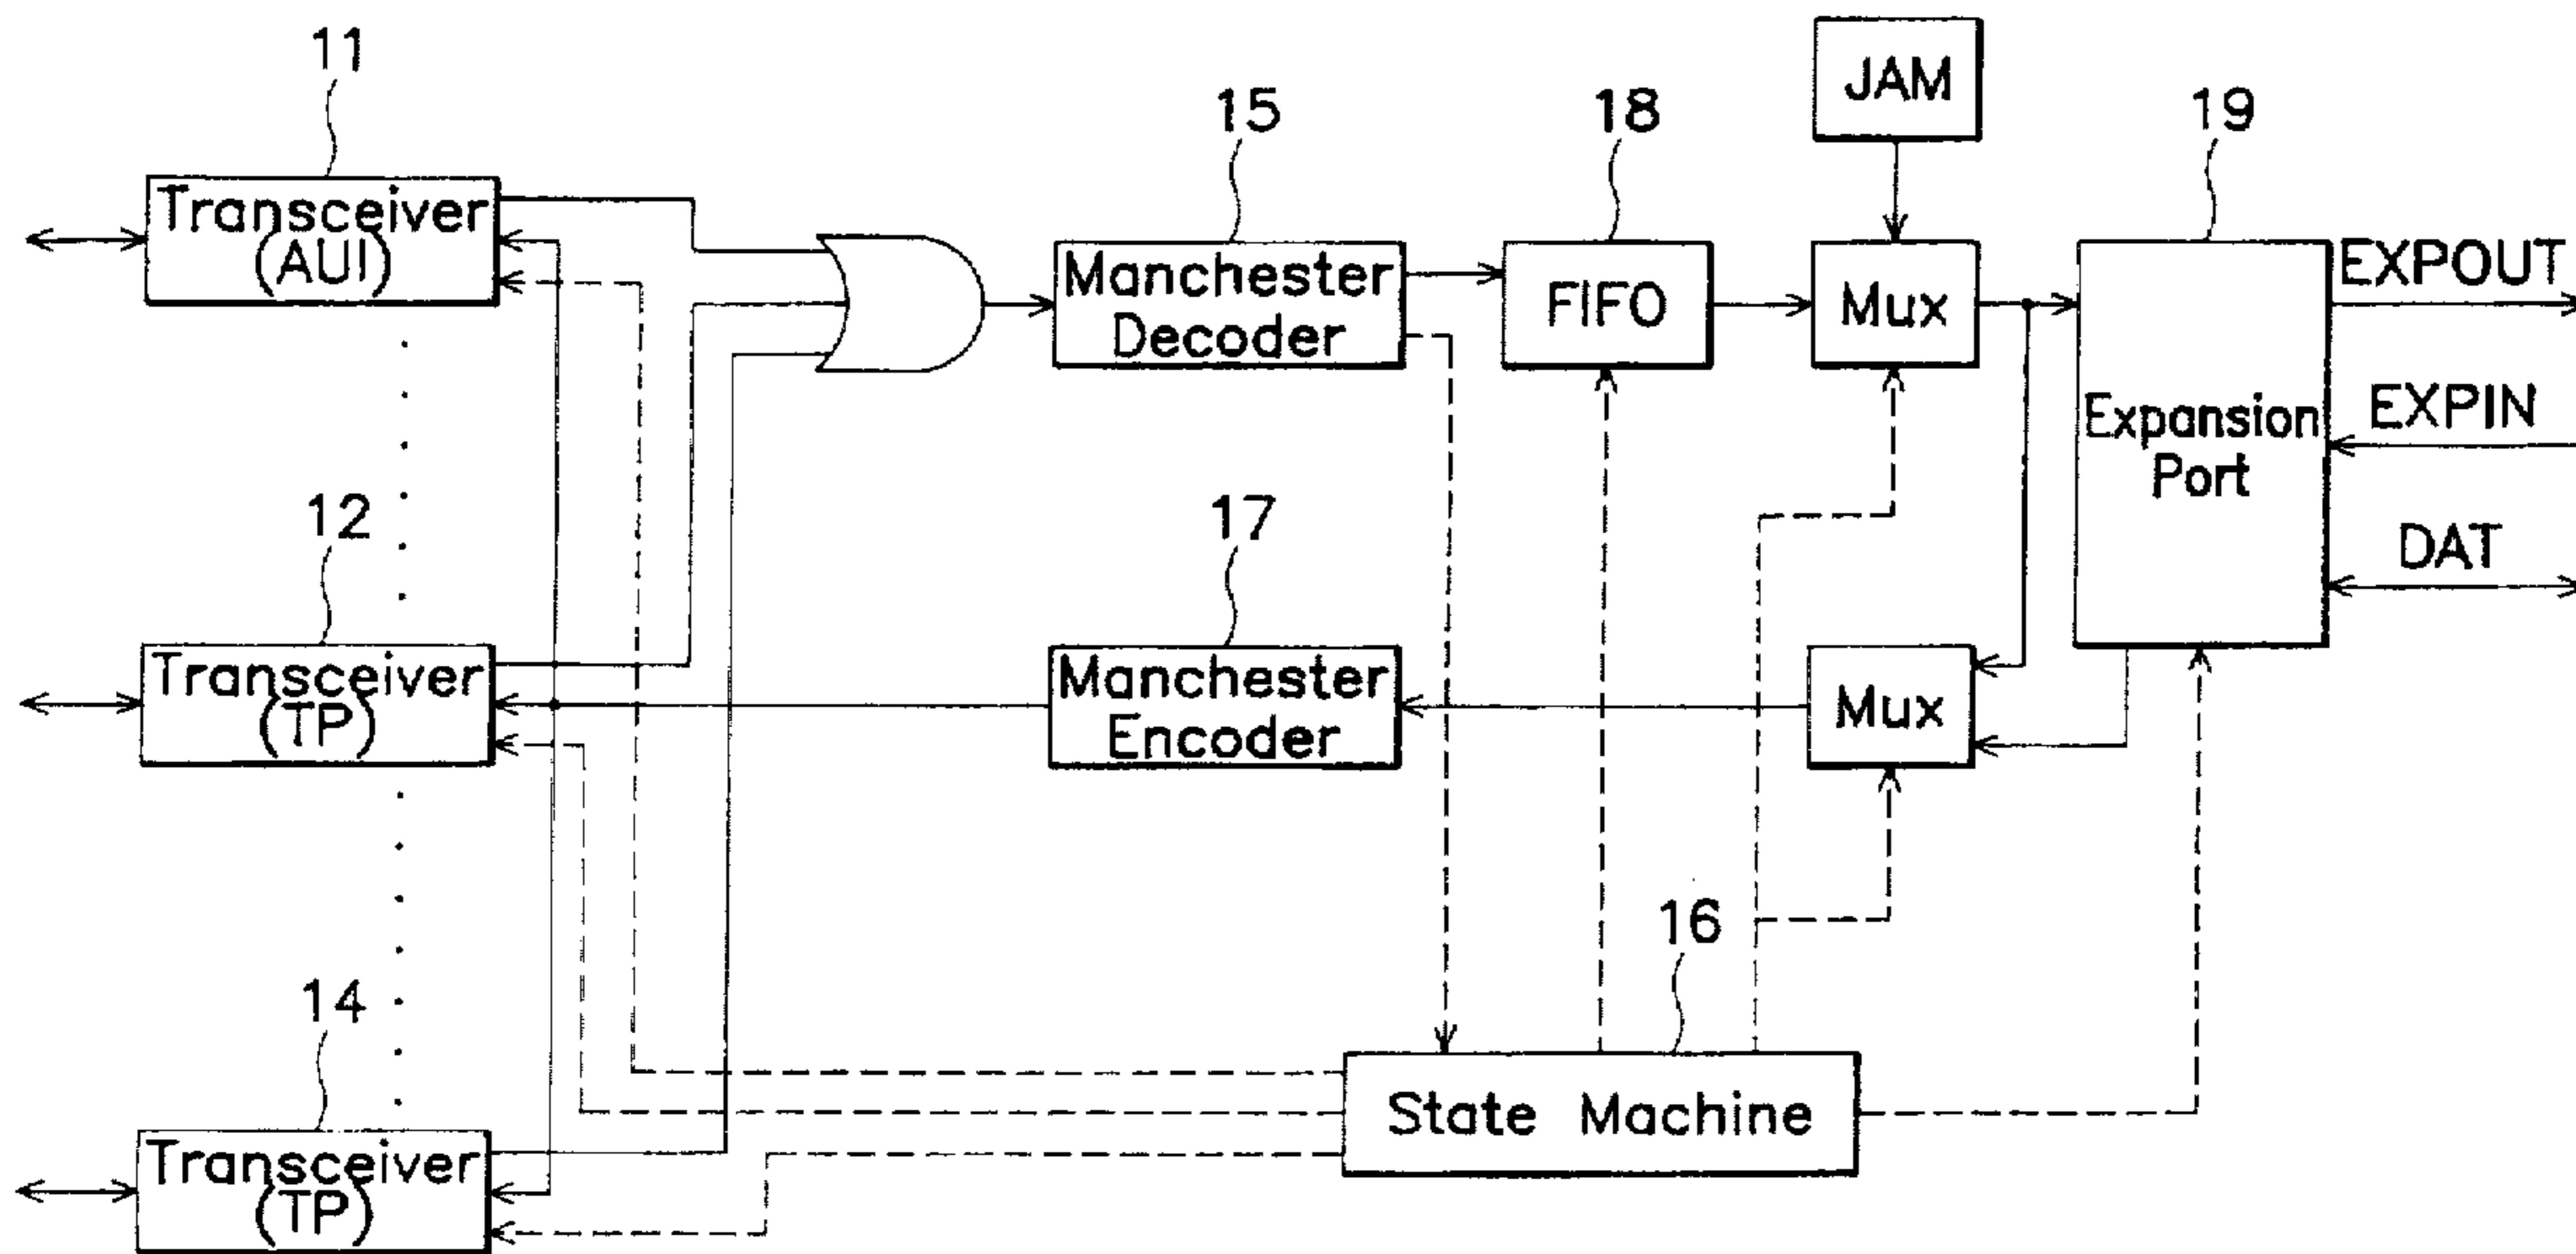 11
Transceiver
(AUI)
15
Manchester
Decoder
18
FIFO
JAM
Mux
19
Expansion
Port
EXPOUT
EXPIN
DAT
12
Transceiver
(TP)
17
Manchester
Encoder
Mux
14
Transceiver
(TP)
16
State Machine